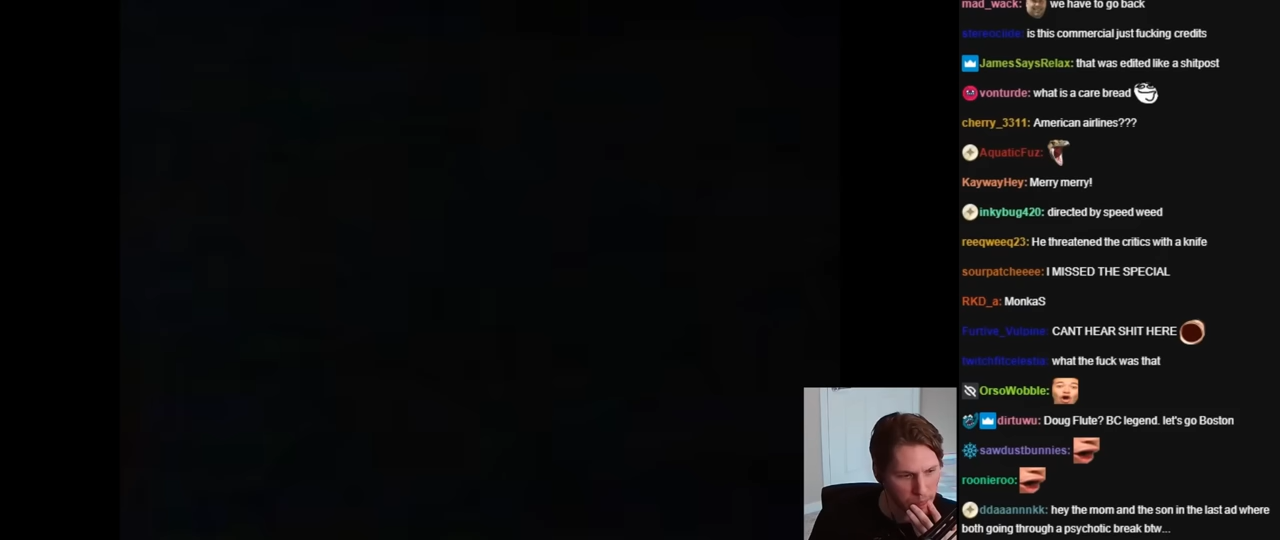 mad_wack: we have to go back
stereociide: is this commercial just fucking credits
JamesSaysRelax: that was edited like a shitpost
vonturde: what is a care bread
cherry_3311: American airlines???
AquaticFuz:
KaywayHey: Merry merry!
inkybug420: directed by speed weed
reeqweeq23: He threatened the critics with a knife
sourpatcheeee: I MISSED THE SPECIAL
RKD_a: MonkaS
Furtive_Vulpine: CANT HEAR SHIT HERE
twitchfitcelestia: what the fuck was that
OrsoWobble:
dirtuwu: Doug Flute? BC legend. let's go Boston
sawdustbunnies:
roonieroo:
ddaaannnkk: hey the mom and the son in the last ad where
both going through a psychotic break btw...